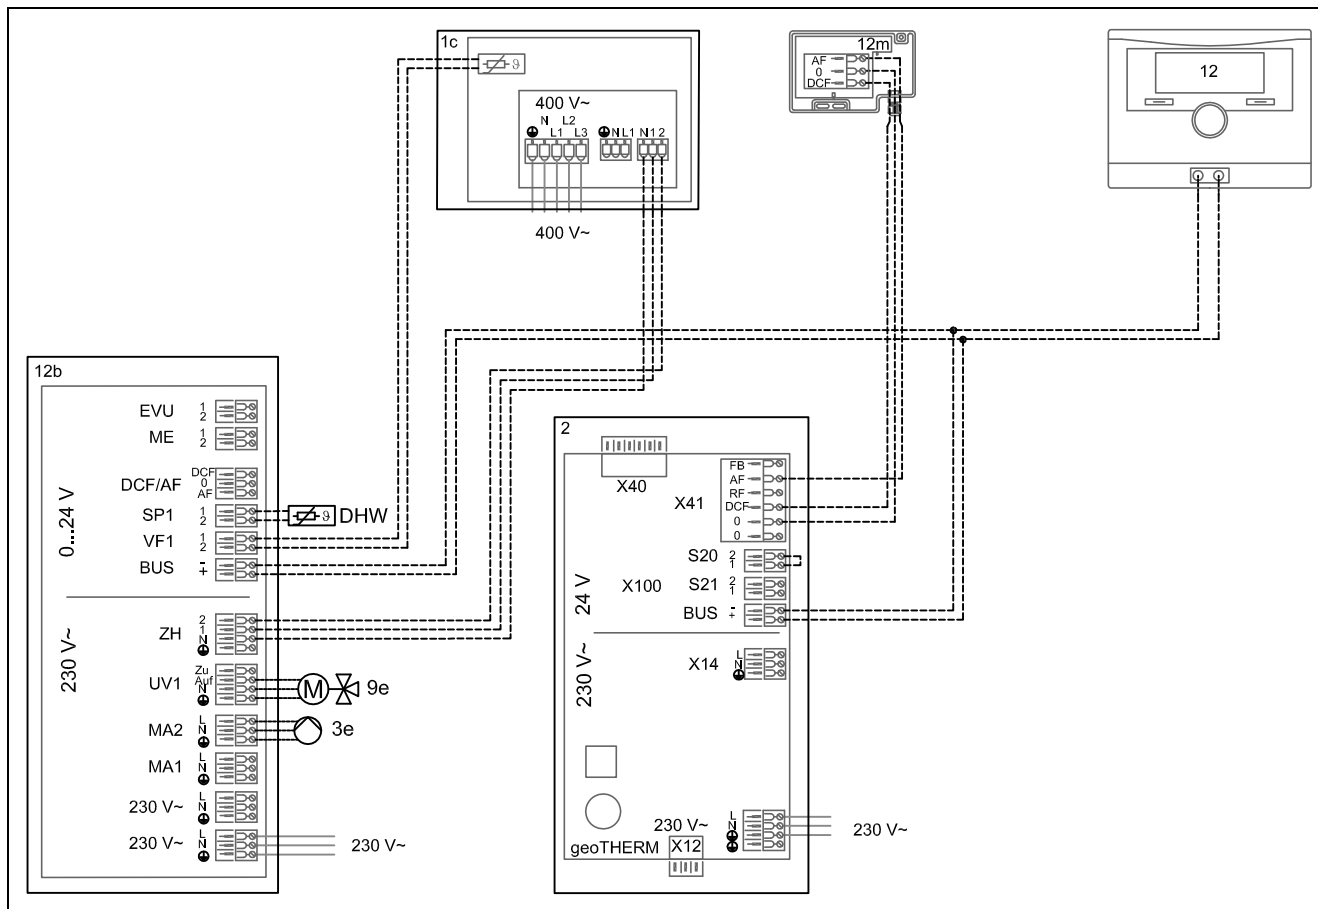 1c
400 V~
N L2
L1 L3
N L1
N 1 2
400 V~
12m
AF
0
DCF
12
12b
0...24 V
EVU 1
2
ME 1
2
DCF/AF DCF
0
AF
SP1 1
2
DHW
VF1 1
2
BUS -
+
230 V~
ZH 2
1
N
UV1 Zu
Auf
N
M 9e
MA2 L
N
3e
MA1 L
N
230 V~ L
N
230 V~ L
N
230 V~
2
X40
X41
FB
AF
RF
DCF
0
0
24 V
X100
S20 2
1
S21 2
1
BUS -
+
230 V~
X14 L
N
230 V~ L
N
230 V~
geoTHERM X12